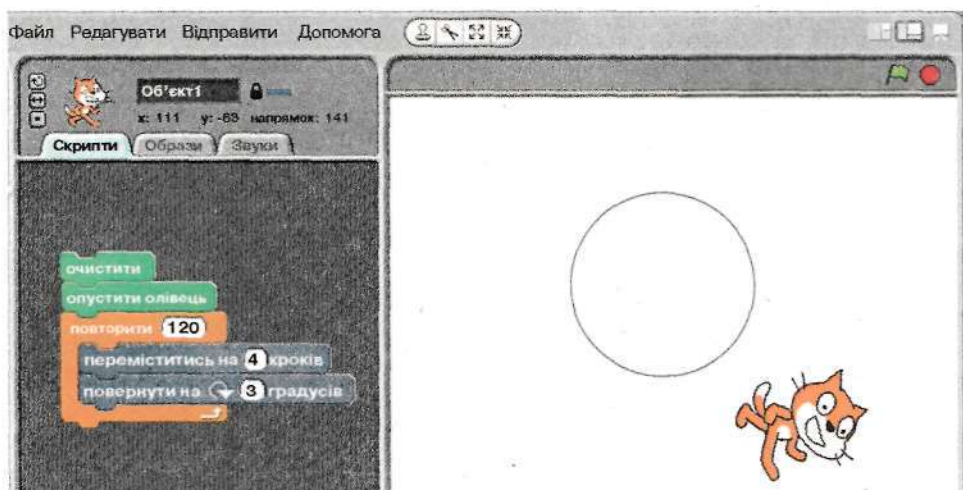 Файл Редагувати Відправити Допомога
Об'єкт1
x: 111 y: -63 напрямок: 141
Скрипти Образи Звуки
очистити
опустити олівець
повторити 120
переміститись на 4 кроків
повернути на 3 градусів